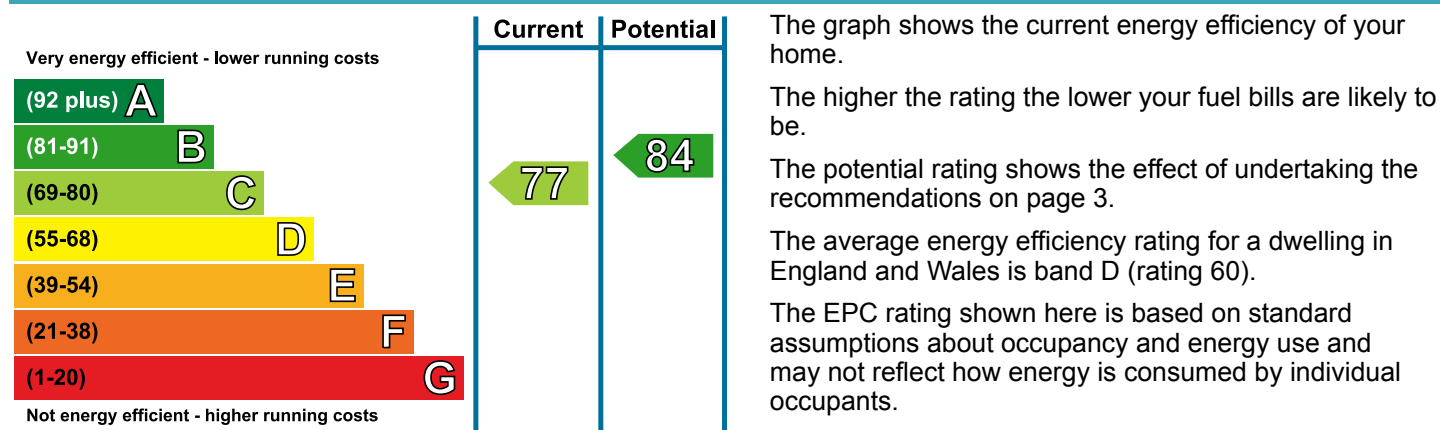 Current Potential
Very energy efficient - lower running costs
(92 plus) A
(81-91) B
(69-80) C
(55-68) D
(39-54) E
(21-38) F
(1-20) G
Not energy efficient - higher running costs
77
84
The graph shows the current energy efficiency of your
home.
The higher the rating the lower your fuel bills are likely to
be.
The potential rating shows the effect of undertaking the
recommendations on page 3.
The average energy efficiency rating for a dwelling in
England and Wales is band D (rating 60).
The EPC rating shown here is based on standard
assumptions about occupancy and energy use and
may not reflect how energy is consumed by individual
occupants.